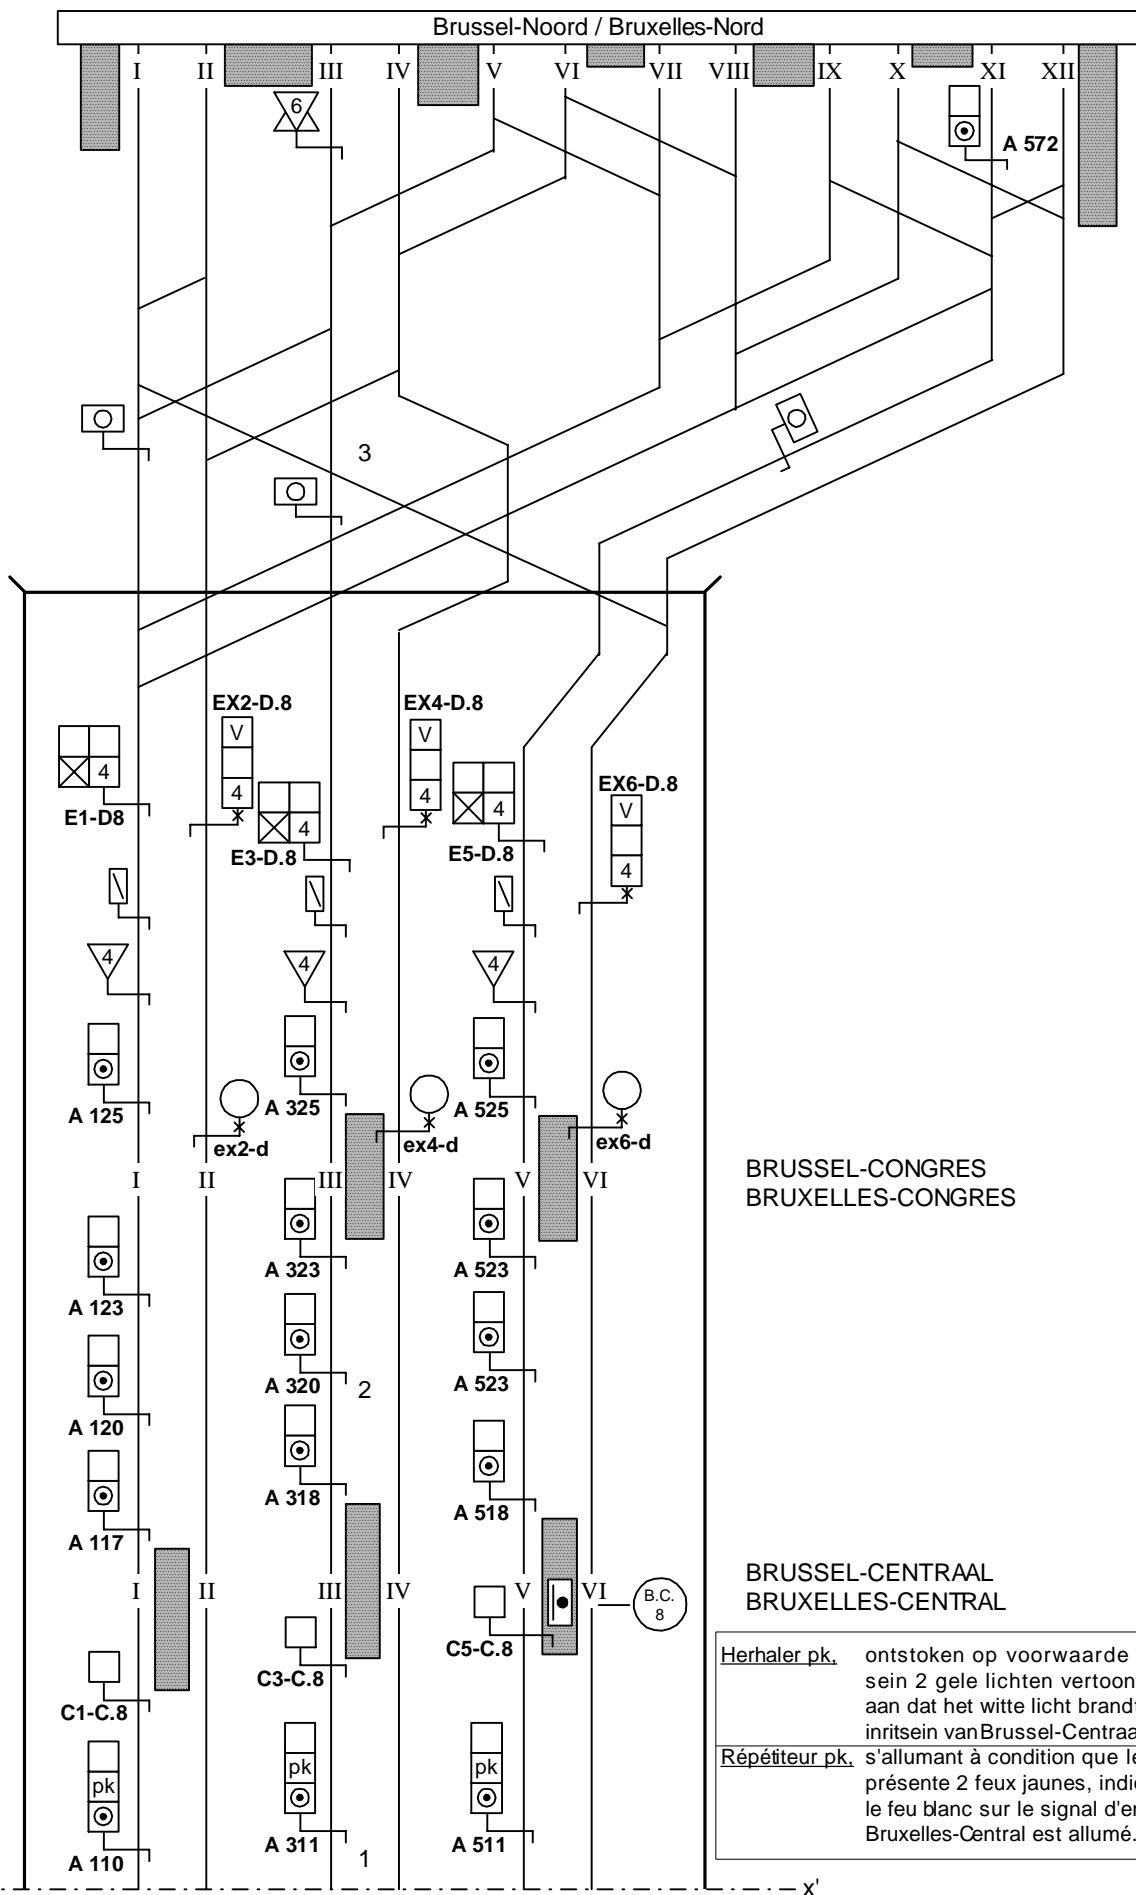 Brussel-Noord / Bruxelles-Nord
I II III IV V VI VII VIII IX X XI XII
6
A 572
3
EX2-D.8
EX4-D.8
V
V
4
E1-D8
4
4
EX6-D.8
V
4
E3-D.8
4
E5-D.8
4
4
4
4
4
A 125
A 325
A 525
ex2-d
ex4-d
ex6-d
I II III IV V VI
BRUSSEL-CONGRES
BRUXELLES-CONGRES
A 323
A 523
A 123
A 320
2
A 523
A 120
A 318
A 518
A 117
BRUSSEL-CENTRAAL
BRUXELLES-CENTRAL
I II III IV V VI
B.C.
8
C5-C.8
C3-C.8
C1-C.8
Herhaler pk, ontstoken op voorwaarde
sein 2 gele lichten vertoon
aan dat het witte licht brandt
inritsein van Brussel-Centraa
Répétiteur pk, s'allumant à condition que le
présente 2 feux jaunes, indi
le feu blanc sur le signal d'e
Bruxelles-Central est allumé.
pk
pk
pk
A 110
A 311
A 511
1
x'